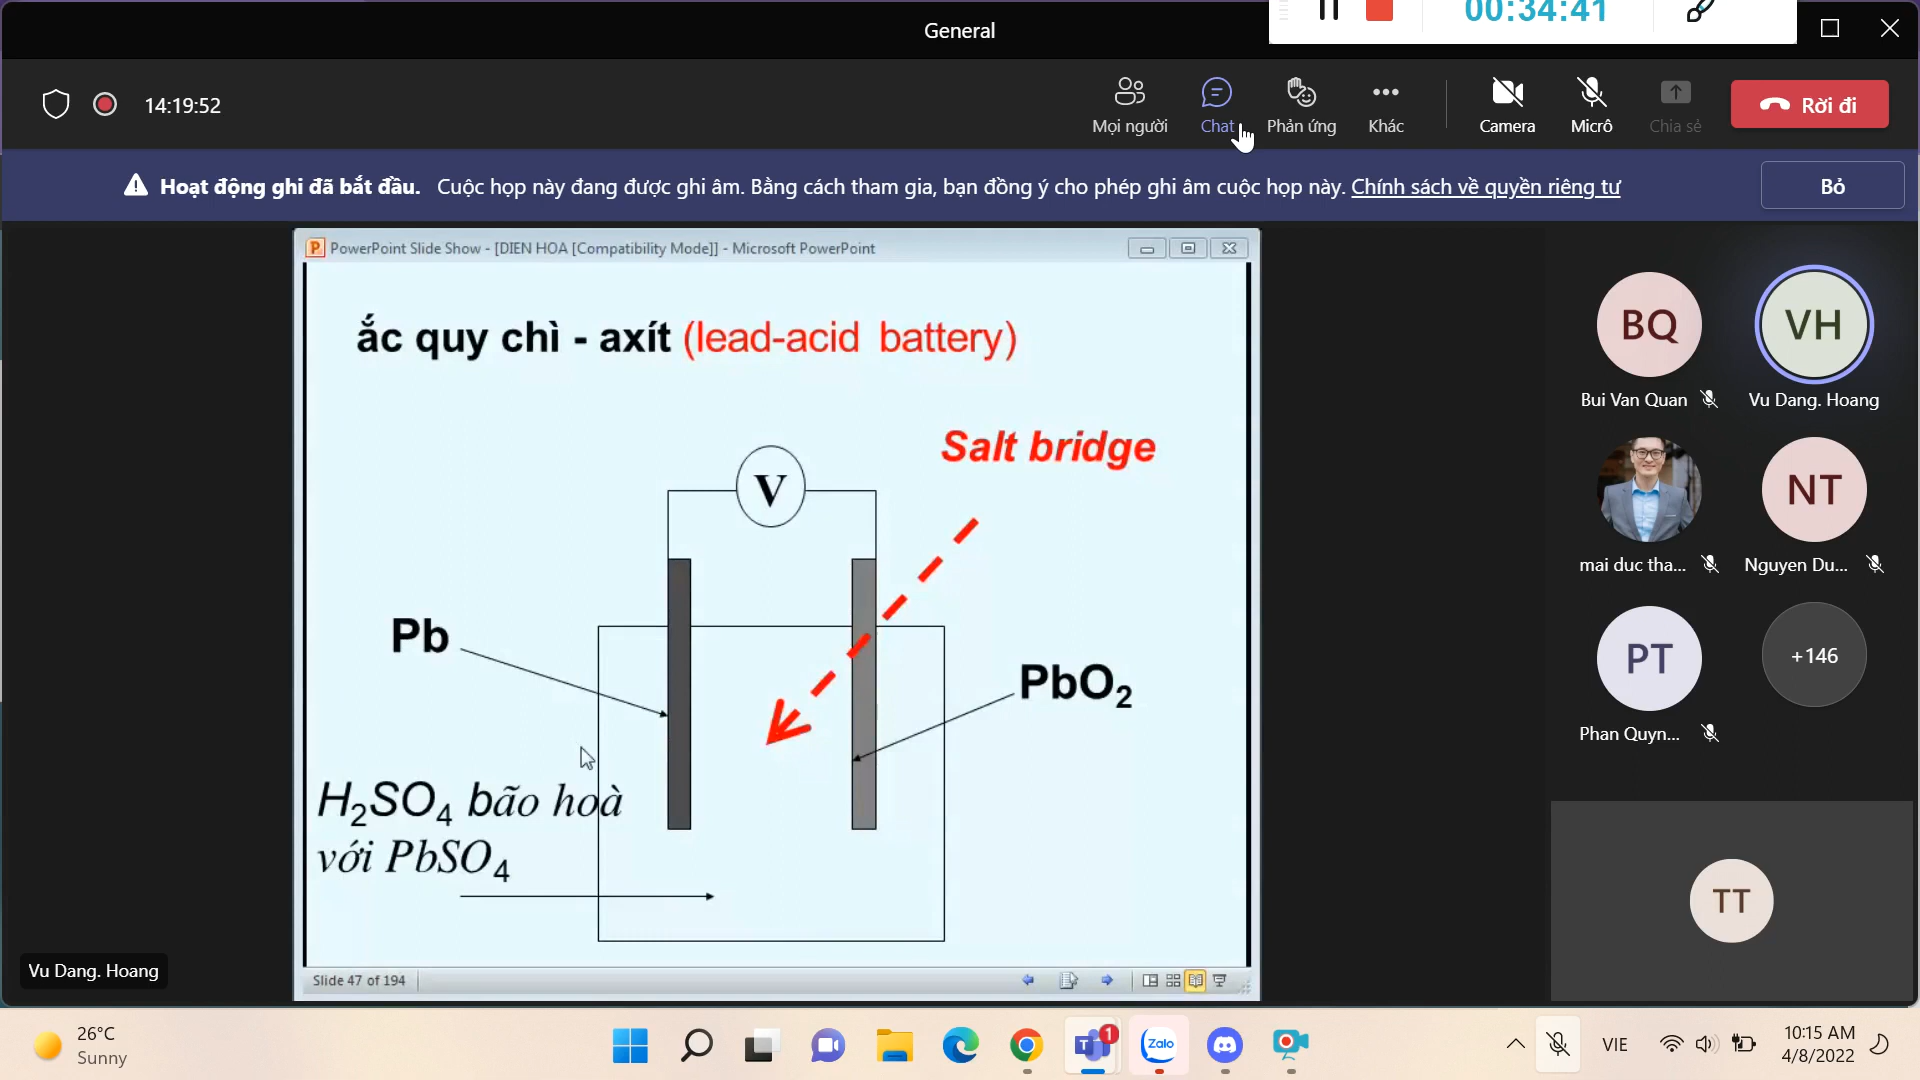 General
00:34:41
14:19:52
Mọi người
Chat
Phản ứng
Khác
Camera
Micrô
Chia sẻ
Rời đi
Hoạt động ghi đã bắt đầu. Cuộc họp này đang được ghi âm. Bằng cách tham gia, bạn đồng ý cho phép ghi âm cuộc họp này. Chính sách về quyền riêng tư
Bỏ
PowerPoint Slide Show - [DIEN HOA [Compatibility Mode]] - Microsoft PowerPoint
ắc quy chì - axít (lead-acid battery)
Salt bridge
V
Pb
PbO2
H2SO4 bão hoà
với PbSO4
Slide 47 of 194
Vu Dang. Hoang
BQ
Bui Van Quan
VH
Vu Dang. Hoang
mai duc tha...
NT
Nguyen Du...
PT
Phan Quyn...
+146
TT
26°C
Sunny
1
Zalo
VIE
10:15 AM
4/8/2022